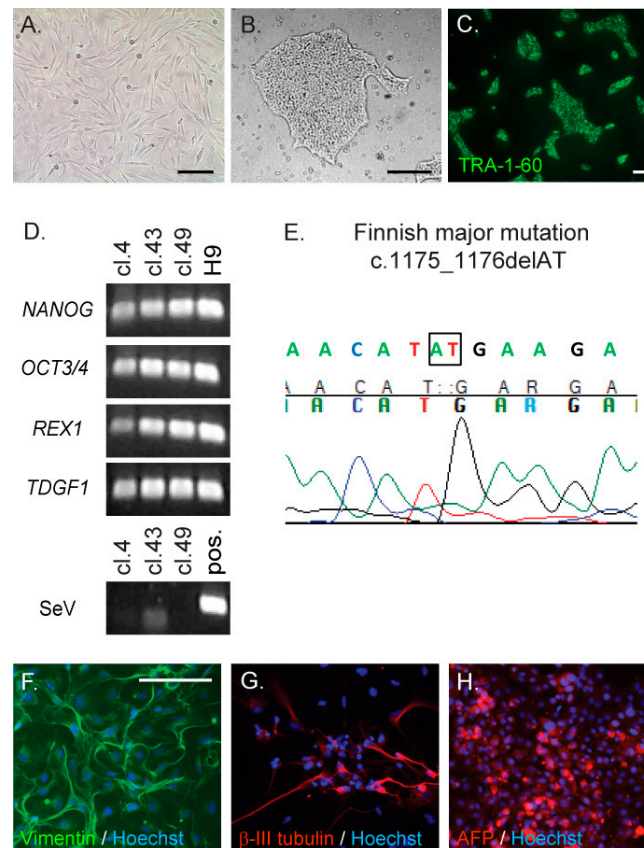 A.
B.
C.
TRA-1-60
D.
cl.4 cl.43 cl.49 H9
NANOG
OCT3/4
REX1
TDGF1
cl.4 cl.43 cl.49 pos.
SeV
E.
Finnish major mutation
c.1175_1176delAT
A A C A T A T G A A G A
A A C A T : : G A R G A
A A C A T G A R G A
F.
Vimentin / Hoechst
G.
β-III tubulin / Hoechst
H.
AFP / Hoechst